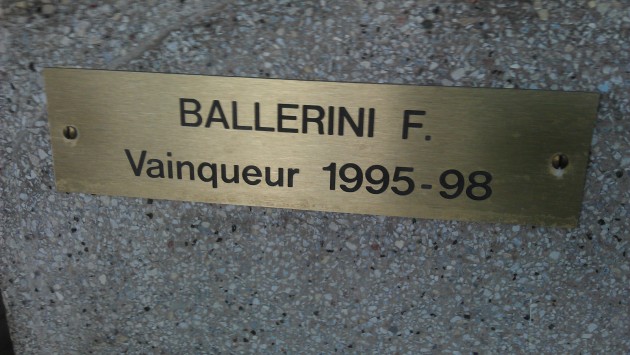 BALLERINI F.
Vainqueur 1995-98